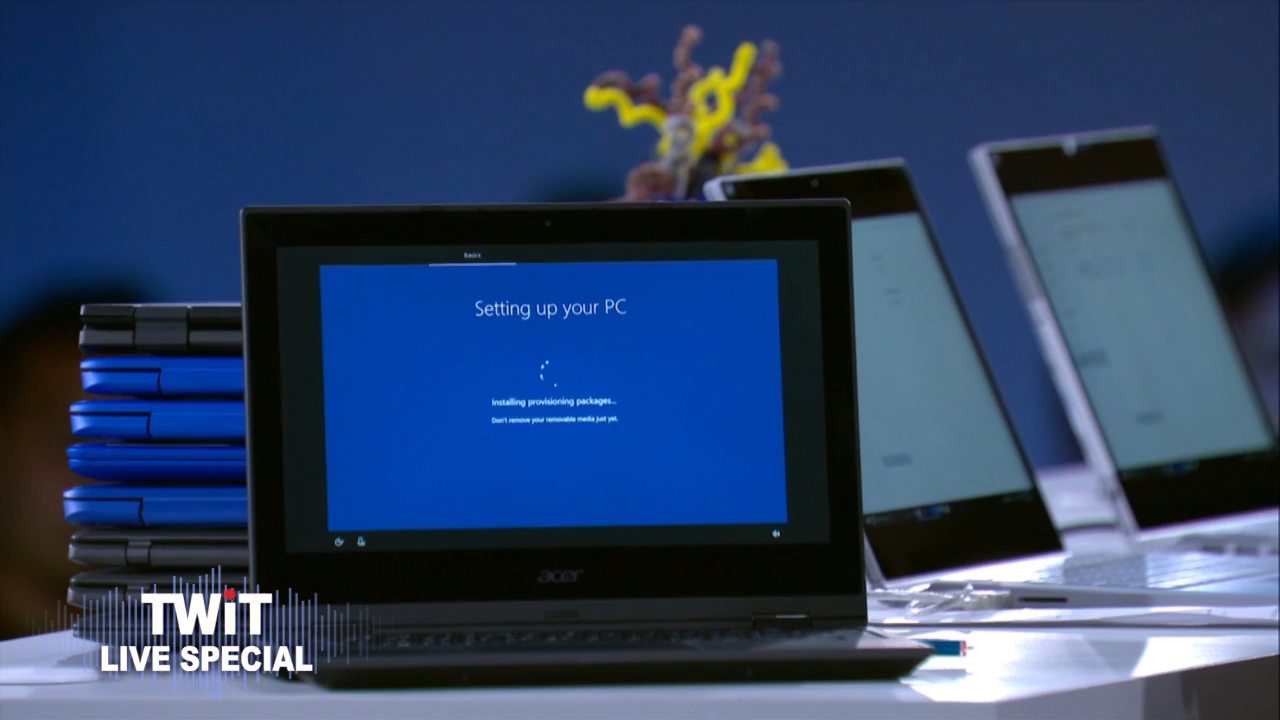 Basics
Setting up your PC
Installing provisioning packages...
Don't remove your removable media just yet.
acer
TWiT
LIVE SPECIAL